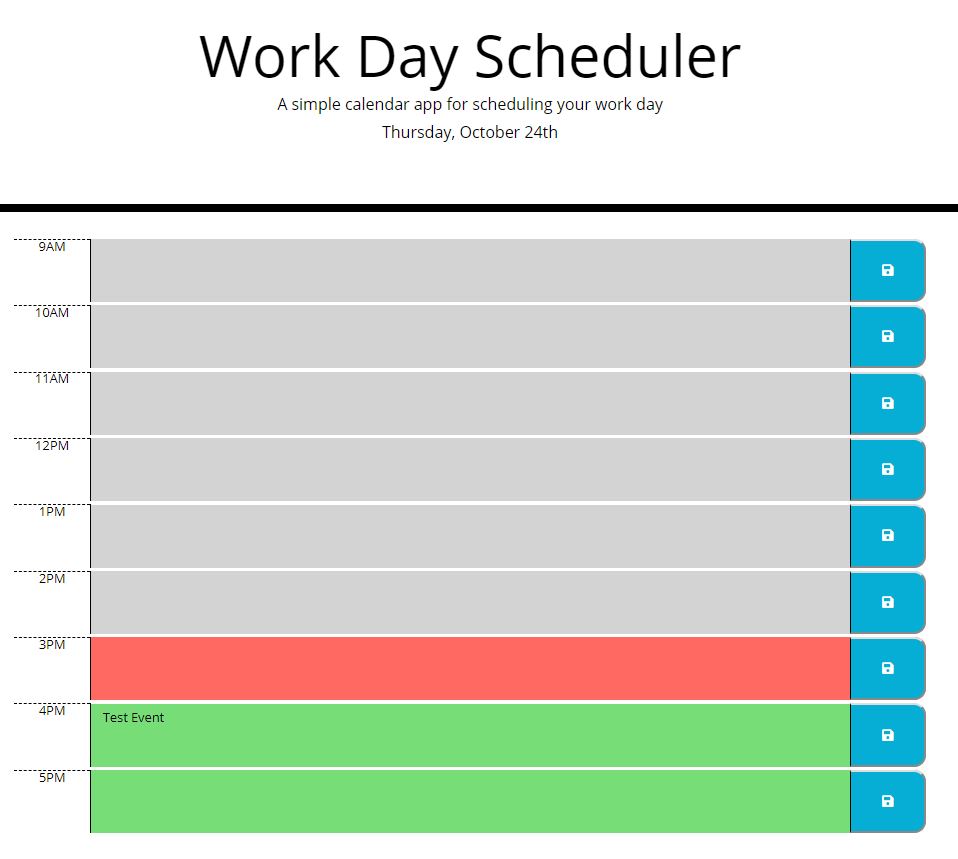 Work Day Scheduler
A simple calendar app for scheduling your work day
Thursday, October 24th
9AM
10AM
11AM
12PM
1PM
2PM
3PM
4PM
Test Event
5PM